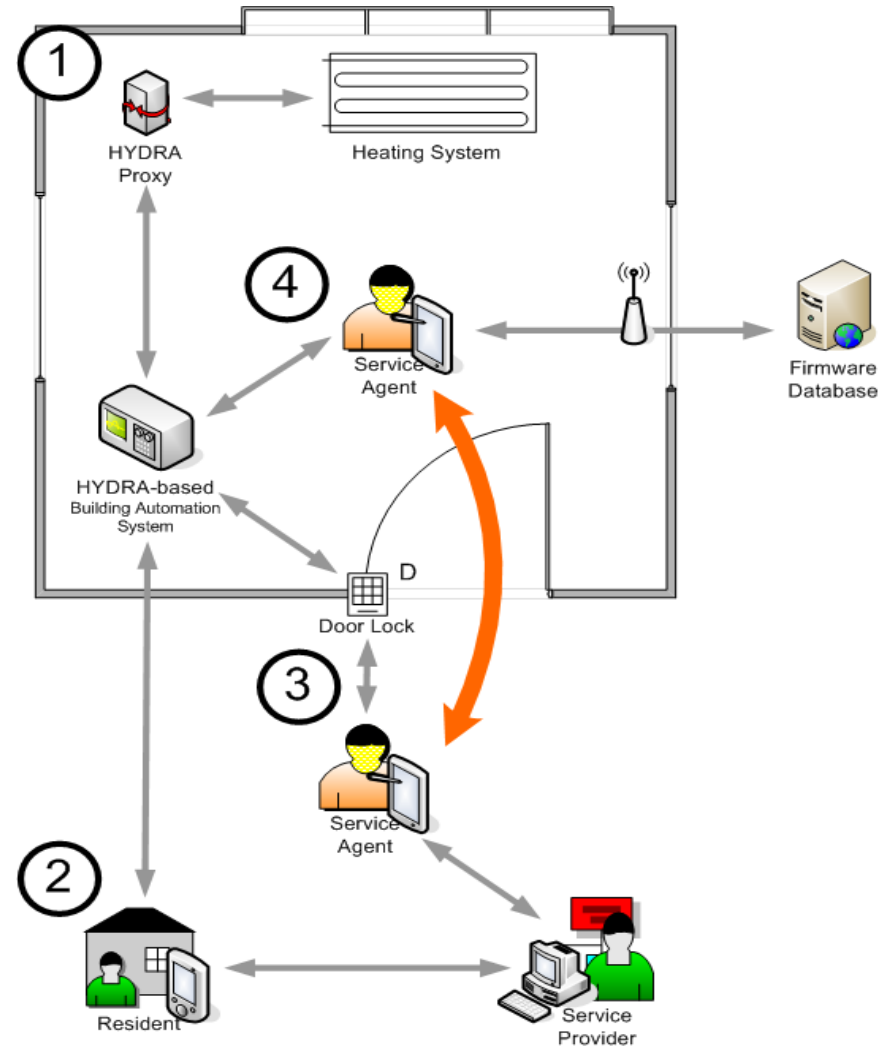 1
HYDRA
Proxy
Heating System
4
Service
Agent
Firmware
Database
HYDRA-based
Building Automation
System
D
Door Lock
3
Service
Agent
2
Resident
Service
Provider